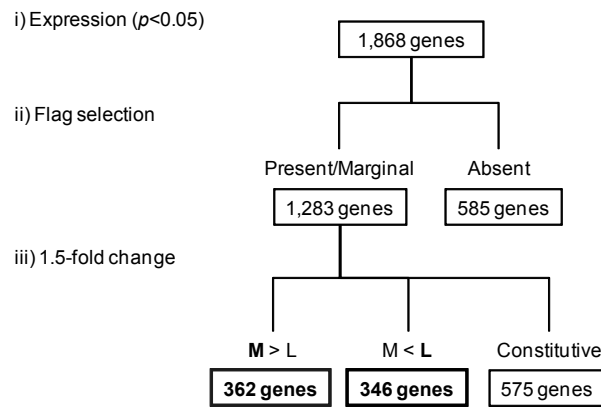 i) Expression (p<0.05)
1,868 genes
ii) Flag selection
Present/Marginal
Absent
1,283 genes
585 genes
iii) 1.5-fold change
M > L
M < L
Constitutive
362 genes
346 genes
575 genes